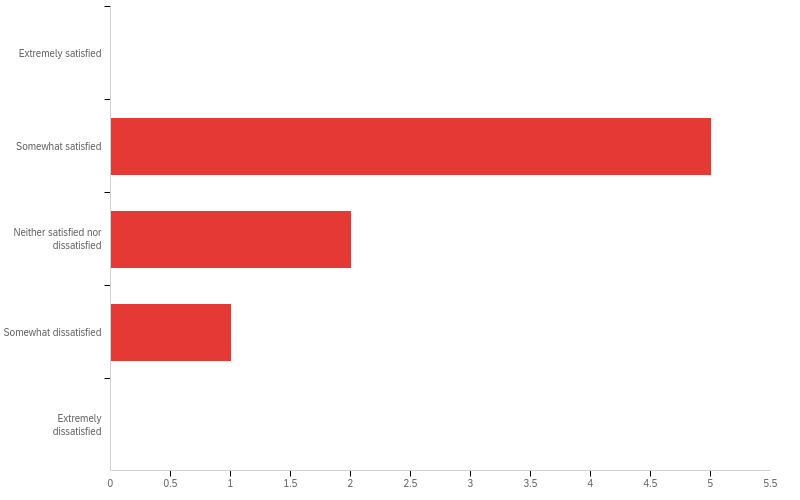 Extremely satisfied
Somewhat satisfied
Neither satisfied nor
dissatisfied
Somewhat dissatisfied
Extremely
dissatisfied
0 0.5 1 1.5 2 2.5 3 3.5 4 4.5 5 5.5